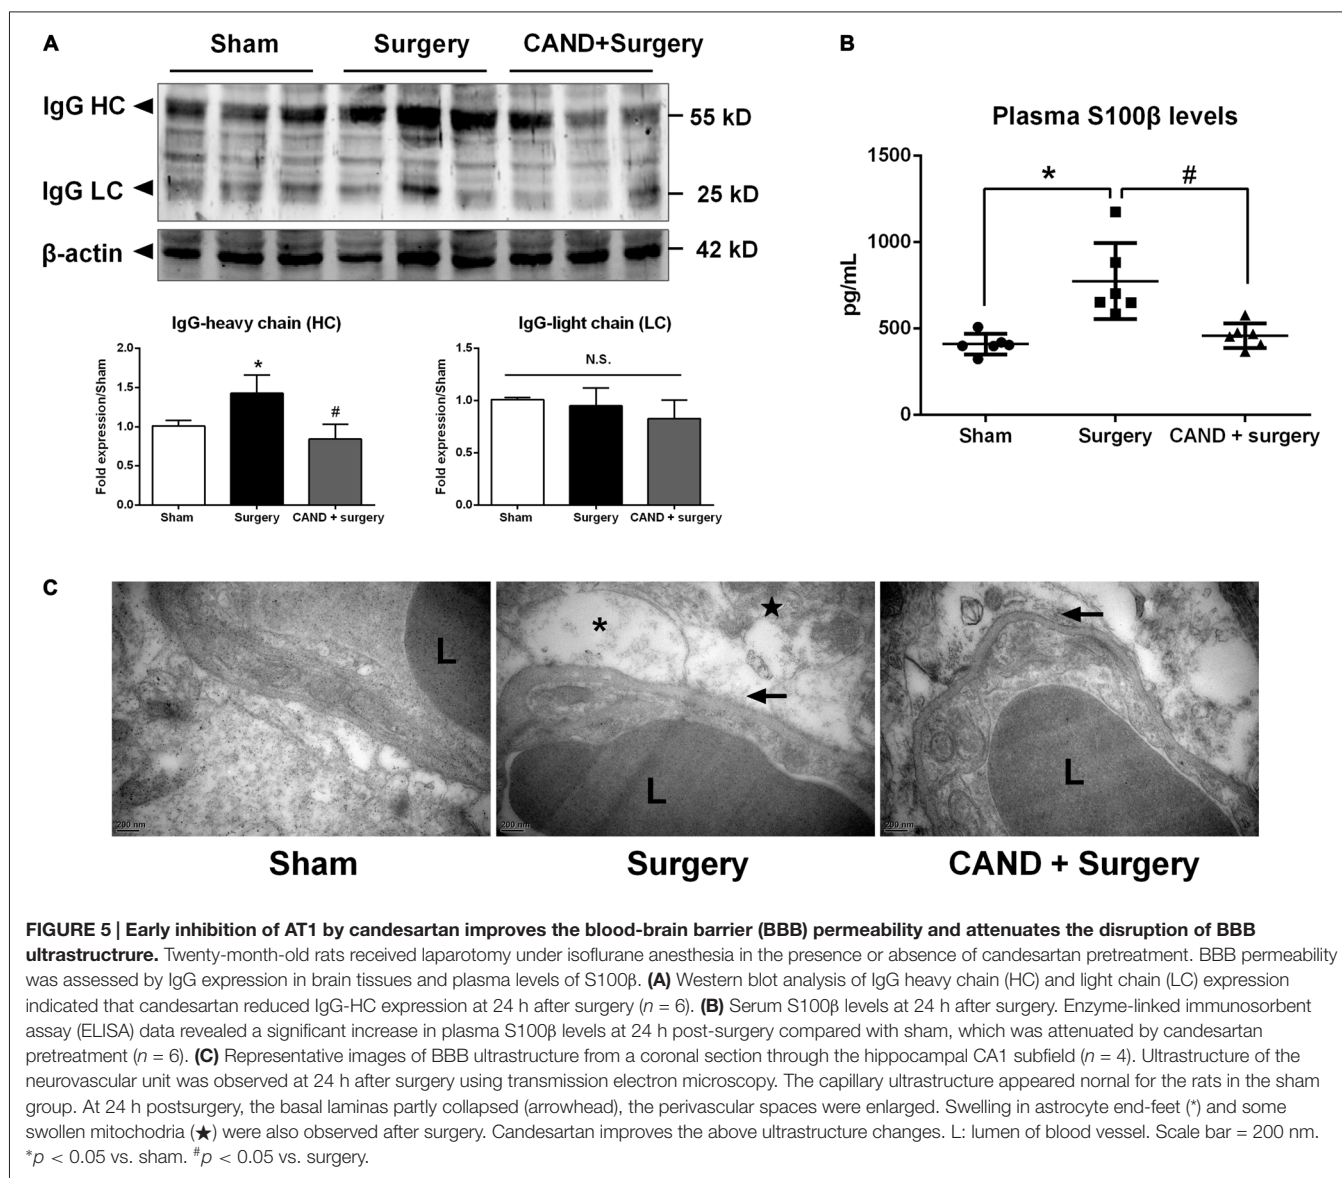 A
Sham
Surgery
CAND+Surgery
IgG HC
55 kD
IgG LC
25 kD
β-actin
42 kD
IgG-heavy chain (HC)
Fold expression/Sham
2.0
1.5
1.0
0.5
0.0
*
#
Sham
Surgery
CAND + surgery
IgG-light chain (LC)
Fold expression/Sham
1.5
1.0
0.5
0.0
N.S.
Sham
Surgery
CAND + surgery
B
Plasma S100β levels
pg/mL
1500
1000
500
0
*
#
Sham
Surgery
CAND + surgery
C
L
200 nm
Sham
*
★
L
200 nm
Surgery
L
200 nm
CAND + Surgery
FIGURE 5 | Early inhibition of AT1 by candesartan improves the blood-brain barrier (BBB) permeability and attenuates the disruption of BBB
ultrastructrure. Twenty-month-old rats received laparotomy under isoflurane anesthesia in the presence or absence of candesartan pretreatment. BBB permeability
was assessed by IgG expression in brain tissues and plasma levels of S100β. (A) Western blot analysis of IgG heavy chain (HC) and light chain (LC) expression
indicated that candesartan reduced IgG-HC expression at 24 h after surgery (n = 6). (B) Serum S100β levels at 24 h after surgery. Enzyme-linked immunosorbent
assay (ELISA) data revealed a significant increase in plasma S100β levels at 24 h post-surgery compared with sham, which was attenuated by candesartan
pretreatment (n = 6). (C) Representative images of BBB ultrastructure from a coronal section through the hippocampal CA1 subfield (n = 4). Ultrastructure of the
neurovascular unit was observed at 24 h after surgery using transmission electron microscopy. The capillary ultrastructure appeared nornal for the rats in the sham
group. At 24 h postsurgery, the basal laminas partly collapsed (arrowhead), the perivascular spaces were enlarged. Swelling in astrocyte end-feet (*) and some
swollen mitochodria (★) were also observed after surgery. Candesartan improves the above ultrastructure changes. L: lumen of blood vessel. Scale bar = 200 nm.
*p < 0.05 vs. sham. #p < 0.05 vs. surgery.